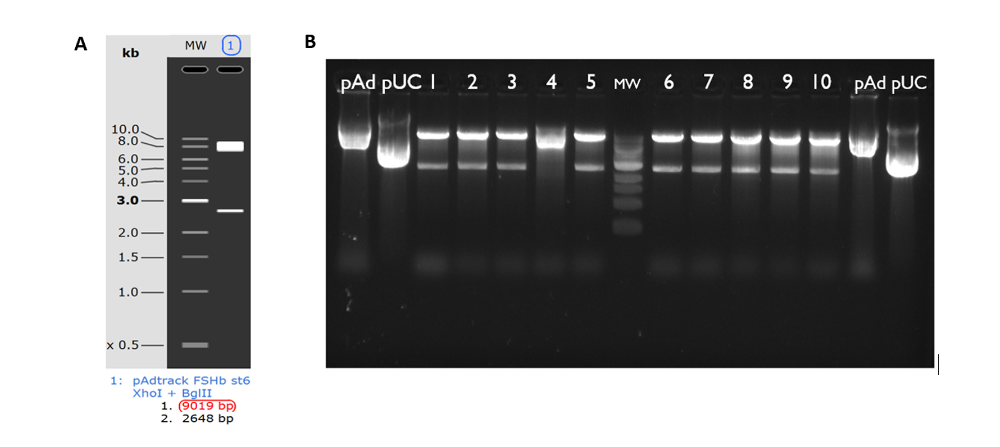 A
B
kb
MW 1
10.0
8.0
6.0
5.0
4.0
3.0
2.0
1.5
1.0
x 0.5
1: pAdtrack FSHb st6
XhoI + BglII
1. (9019 bp)
2. 2648 bp
pAd pUC 1 2 3 4 5 MW 6 7 8 9 10 pAd pUC